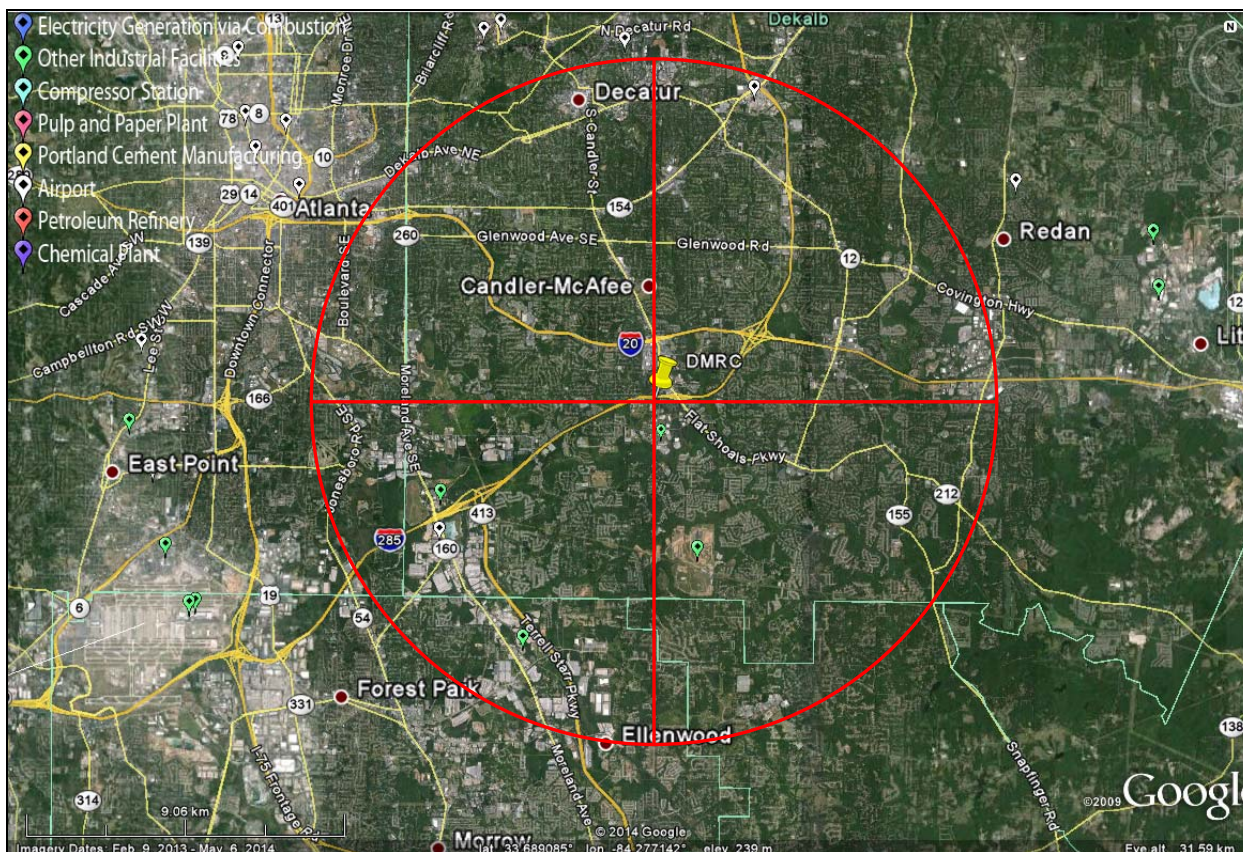 Electricity Generation via Combustion
Other Industrial Facilities
Compressor Station
Pulp and Paper Plant
Portland Cement Manufacturing
Airport
Petroleum Refinery
Chemical Plant
13
Monroe Dr NE
Briarcliff Rd
N Decatur Rd
Dekalb
N
9
Decatur
78
8
10
DeKalb Ave NE
S Candler St
29
14
401
Atlanta
154
139
260
Glenwood Ave SE
Glenwood Rd
12
Redan
Cascade Ave SW
Boulevard SE
Candler-McAfee
Covington Hwy
12
Campbellton Rd SW
Lee St SW
Downtown Connector
20
DMRC
Lit
166
Moreland Ave SE
Flat Shoals Pkwy
East Point
Jonesboro Rd SE
212
155
413
285
160
6
19
54
Terrell Starr Pkwy
Forest Park
331
Ellenwood
138
I-75 Frontage Rd
Moreland Ave
Snapfinger Rd
314
9.06 km
©2009 Google
© 2014 Google
Morrow
Imagery Dates: Feb 9, 2013 - May 6, 2014
lat 33.689085° lon -84.277142° elev 239 m
Eye alt 31.59 km